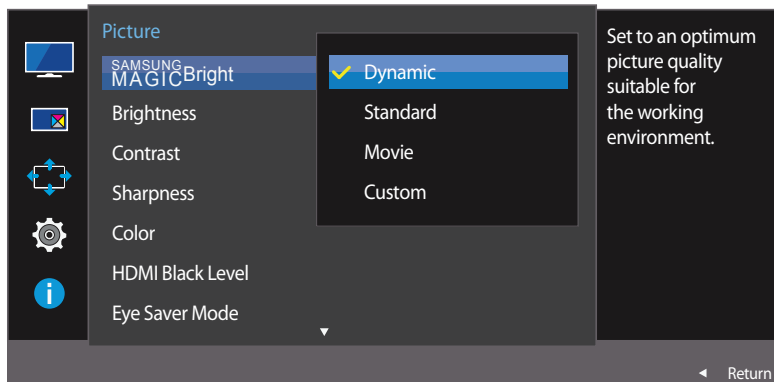 Picture
SAMSUNG
MAGICBright
Brightness
Contrast
Sharpness
Color
HDMI Black Level
Eye Saver Mode
Dynamic
Standard
Movie
Custom
Set to an optimum
picture quality
suitable for
the working
environment.
Return